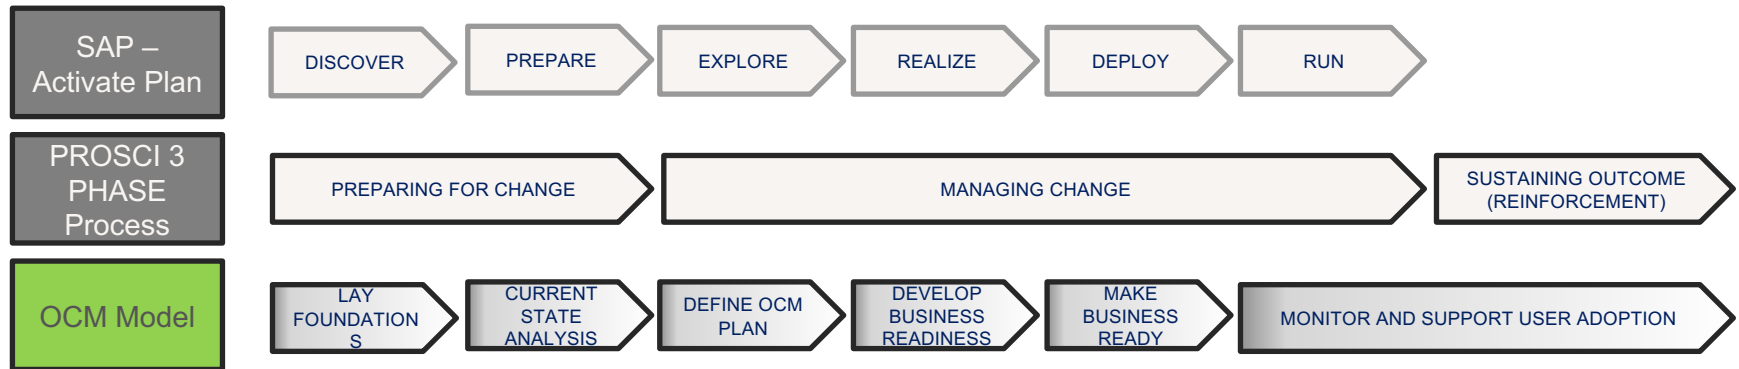 SAP –
Activate Plan
DISCOVER
PREPARE
EXPLORE
REALIZE
DEPLOY
RUN
PROSCI 3
PHASE
Process
PREPARING FOR CHANGE
MANAGING CHANGE
SUSTAINING OUTCOME
(REINFORCEMENT)
OCM Model
LAY
FOUNDATION
S
CURRENT
STATE
ANALYSIS
DEFINE OCM
PLAN
DEVELOP
BUSINESS
READINESS
MAKE
BUSINESS
READY
MONITOR AND SUPPORT USER ADOPTION